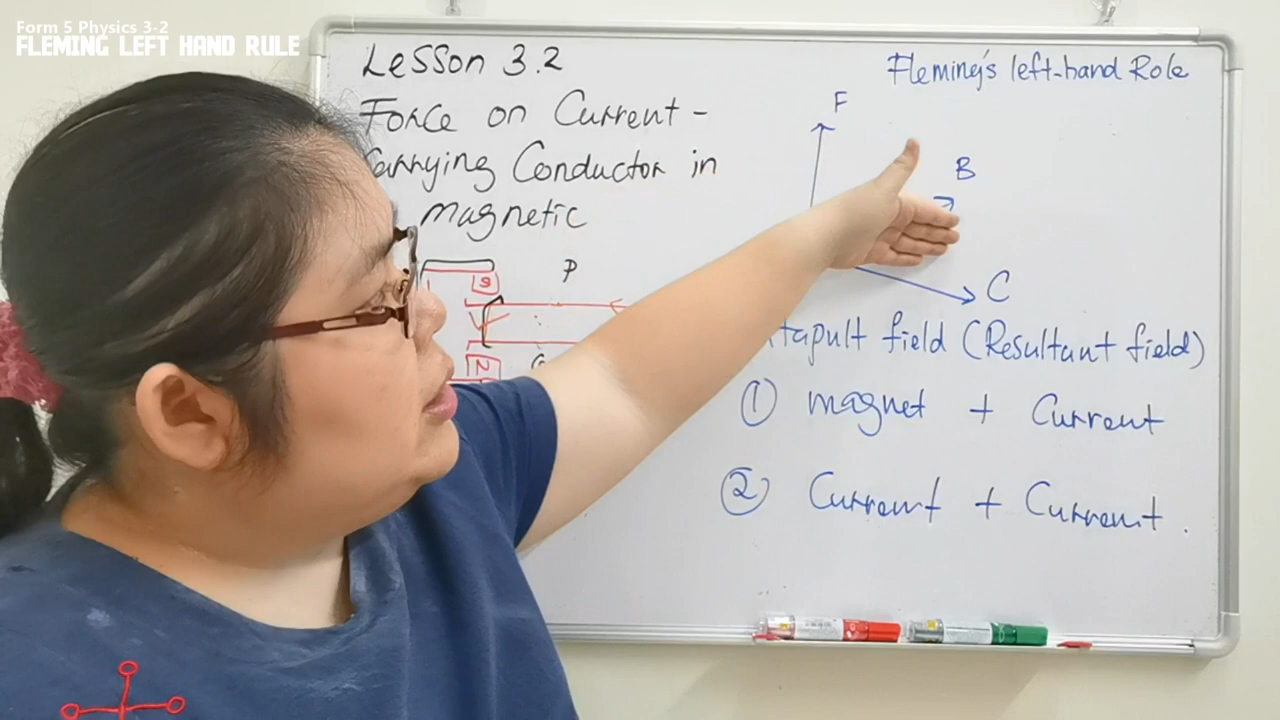 Form 5 Physics 3-2
FLEMING LEFT HAND RULE
Lesson 3.2
Force on Current-
Carrying Conductor in
magnetic
P
N
Fleming's left-hand Role
F
B
C
tapult field (Resultant field)
① magnet + Current
② Current + Current.